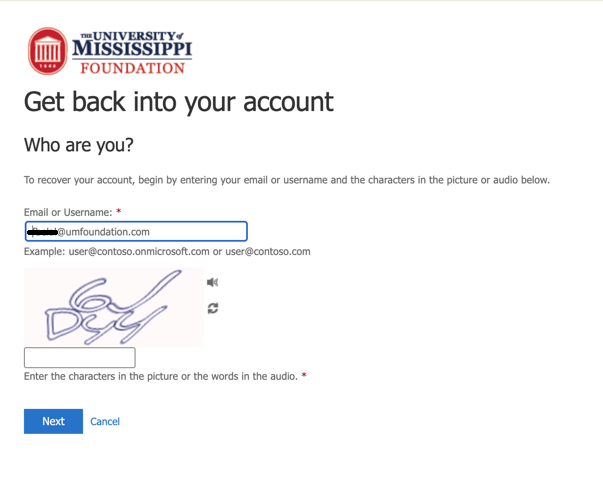 THE UNIVERSITY of
MISSISSIPPI
FOUNDATION
1848
Get back into your account
Who are you?
To recover your account, begin by entering your email or username and the characters in the picture or audio below.
Email or Username: *
@umfoundation.com
Example: user@contoso.onmicrosoft.com or user@contoso.com
Enter the characters in the picture or the words in the audio. *
Next Cancel